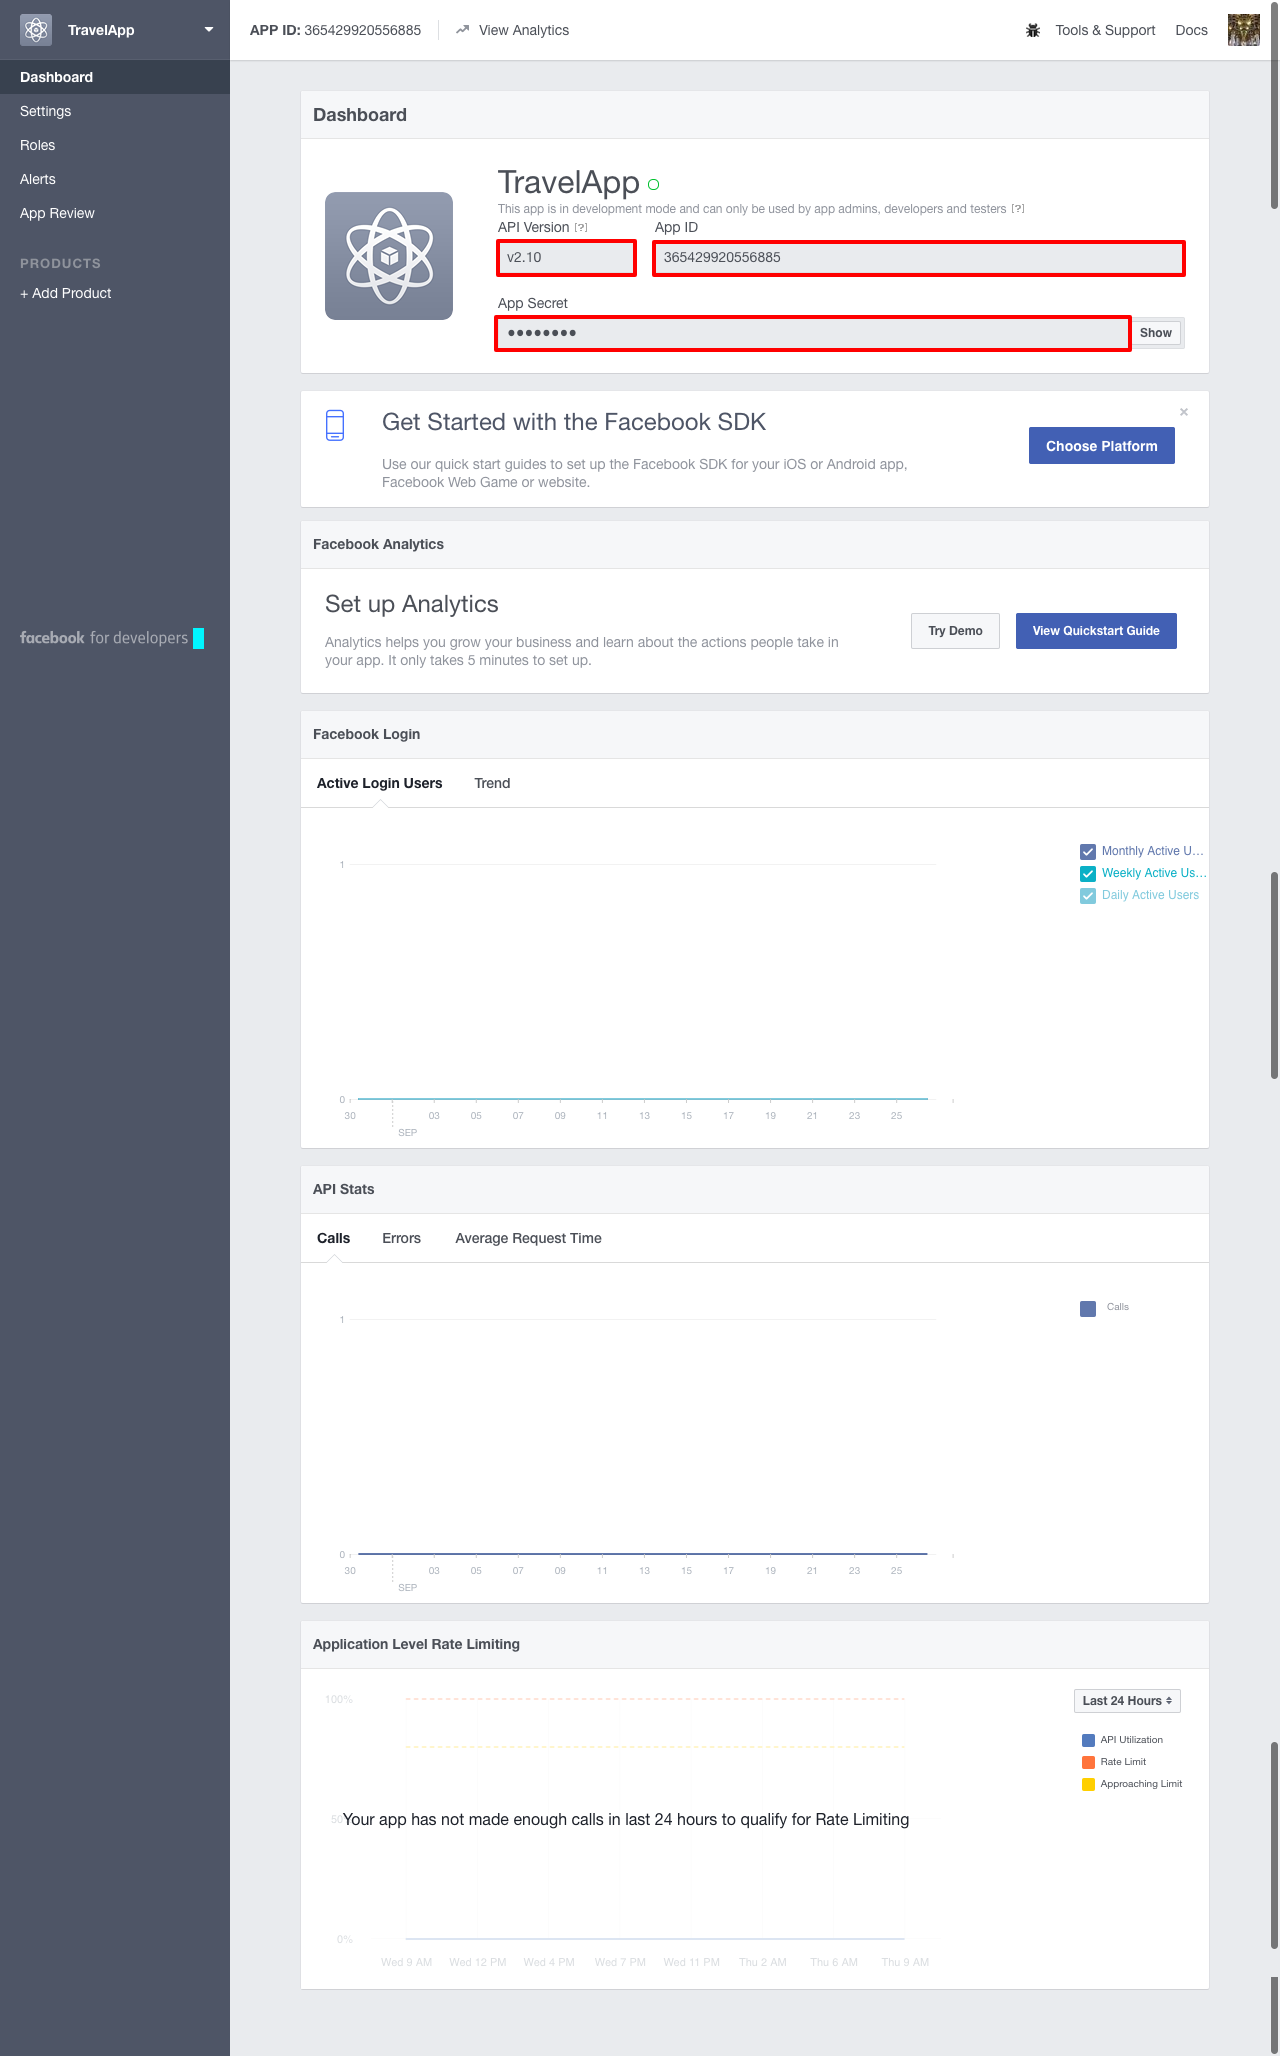 TravelApp
APP ID: 365429920556885
View Analytics
Tools & Support
Docs
Dashboard
Settings
Roles
Alerts
App Review
PRODUCTS
+ Add Product
facebook for developers
Dashboard
TravelApp
This app is in development mode and can only be used by app admins, developers and testers [?]
API Version [?]
App ID
v2.10
365429920556885
App Secret
●●●●●●●●
Show
Get Started with the Facebook SDK
×
Use our quick start guides to set up the Facebook SDK for your iOS or Android app,
Facebook Web Game or website.
Choose Platform
Facebook Analytics
Set up Analytics
Analytics helps you grow your business and learn about the actions people take in
your app. It only takes 5 minutes to set up.
Try Demo
View Quickstart Guide
Facebook Login
Active Login Users
Trend
1
Monthly Active U...
Weekly Active Us...
Daily Active Users
0
30 03 05 07 09 11 13 15 17 19 21 23 25
SEP
API Stats
Calls
Errors
Average Request Time
1
Calls
0
30 03 05 07 09 11 13 15 17 19 21 23 25
SEP
Application Level Rate Limiting
100%
Last 24 Hours
API Utilization
Rate Limit
Approaching Limit
50
Your app has not made enough calls in last 24 hours to qualify for Rate Limiting
0%
Wed 9 AM Wed 12 PM Wed 4 PM Wed 7 PM Wed 11 PM Thu 2 AM Thu 6 AM Thu 9 AM